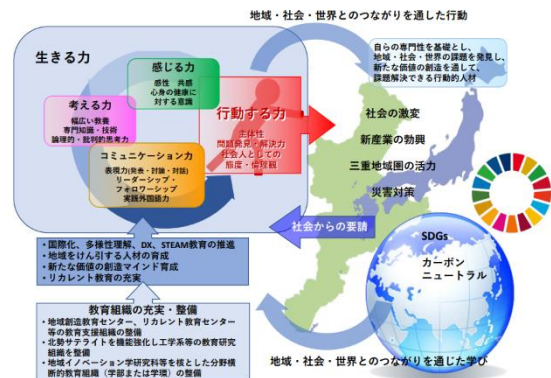 地域・社会・世界とのつながりを通した行動
生きる力
感じる力
感性 共感
心身の健康に
対する意識
考える力
幅広い教養
専門知識・技術
論理的・批判的思考力
行動する力
主体性
問題発見・解決力
社会人としての
態度・倫理観
コミュニケーション力
表現力(発表・討論・対話)
リーダーシップ・
フォロワーシップ
実践外国語力
自らの専門性を基礎とし、
地域・社会・世界の課題を発見し、
新たな価値の創造を通して、
課題解決できる行動的人材
社会の激変
新産業の勃興
三重地域圏の活力
災害対策
社会からの要請
SDGs
カーボン
ニュートラル
・国際化、多様性理解、DX、STEAM教育の推進
・地域をけん引する人材の育成
・新たな価値の創造マインド育成
・リカレント教育の充実
教育組織の充実・整備
・地域創造教育センター、リカレント教育センター
等の教育支援組織の整備
・北勢サテライトを機能強化し工学系等の教育研究
組織を整備
・地域イノベーション学研究科等を核とした分野横
断的教育組織（学部または学環）の整備
地域・社会・世界とのつながりを通じた学び